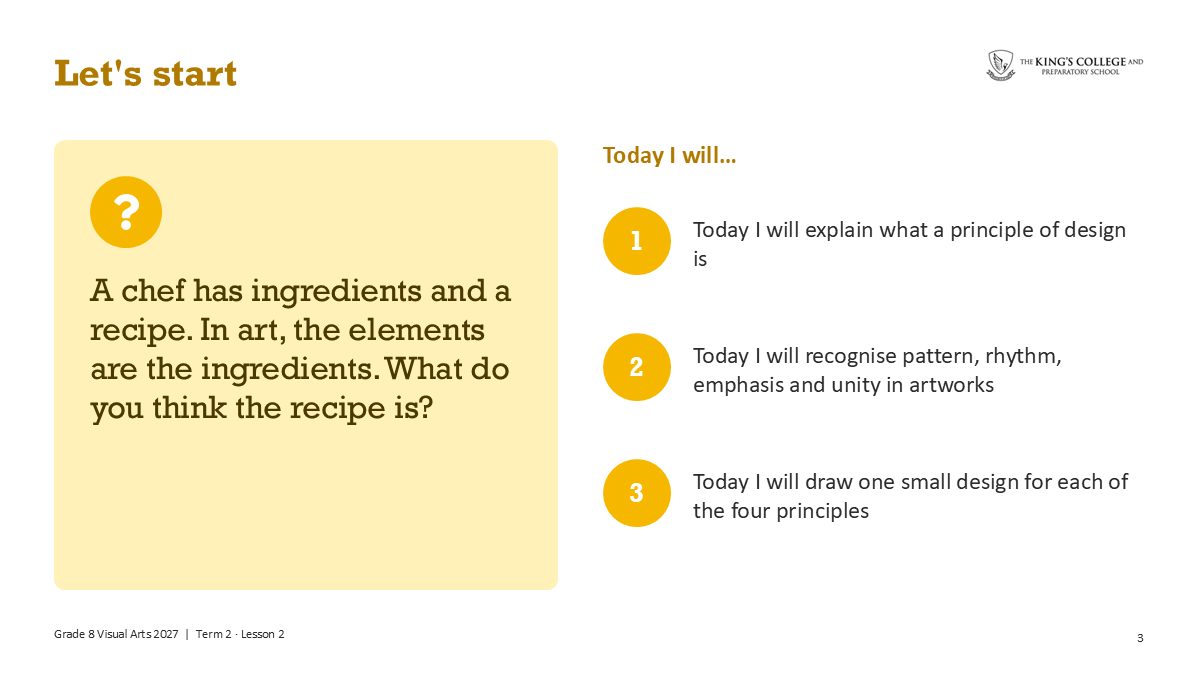 Let's start
THE KING'S COLLEGE AND
PREPARATORY SCHOOL
?
A chef has ingredients and a
recipe. In art, the elements
are the ingredients. What do
you think the recipe is?
Today I will...
1
Today I will explain what a principle of design
is
2
Today I will recognise pattern, rhythm,
emphasis and unity in artworks
3
Today I will draw one small design for each of
the four principles
Grade 8 Visual Arts 2027 | Term 2 · Lesson 2
3